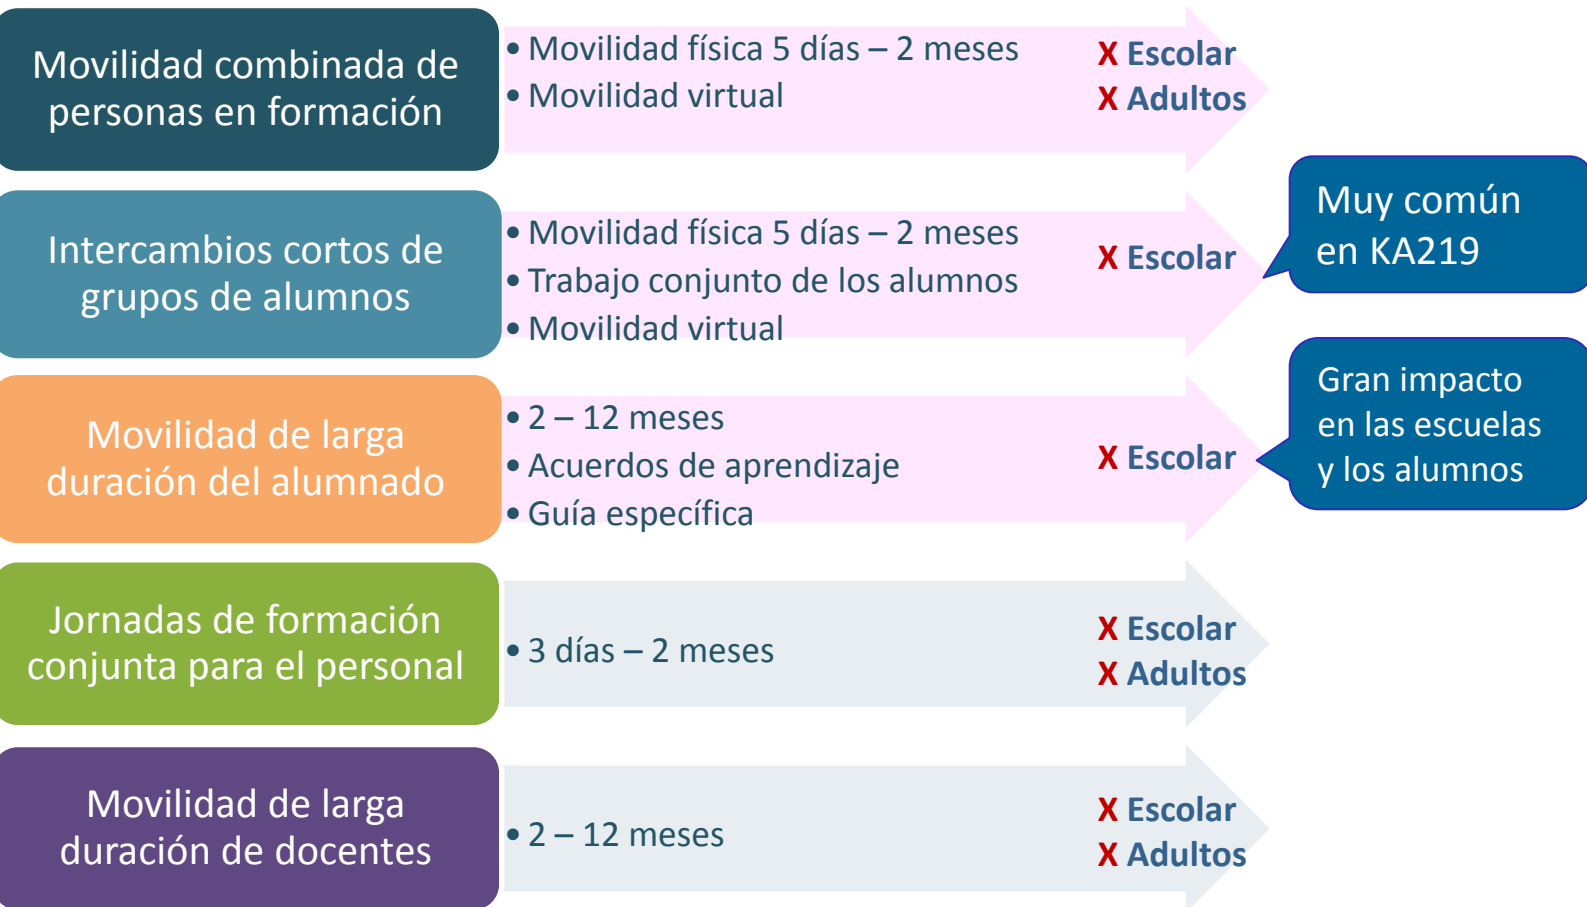 Movilidad combinada de
personas en formación
• Movilidad física 5 días – 2 meses
• Movilidad virtual
X Escolar
X Adultos
Intercambios cortos de
grupos de alumnos
• Movilidad física 5 días – 2 meses
• Trabajo conjunto de los alumnos
• Movilidad virtual
X Escolar
Muy común
en KA219
Movilidad de larga
duración del alumnado
• 2 – 12 meses
• Acuerdos de aprendizaje
• Guía específica
X Escolar
Gran impacto
en las escuelas
y los alumnos
Jornadas de formación
conjunta para el personal
• 3 días – 2 meses
X Escolar
X Adultos
Movilidad de larga
duración de docentes
• 2 – 12 meses
X Escolar
X Adultos